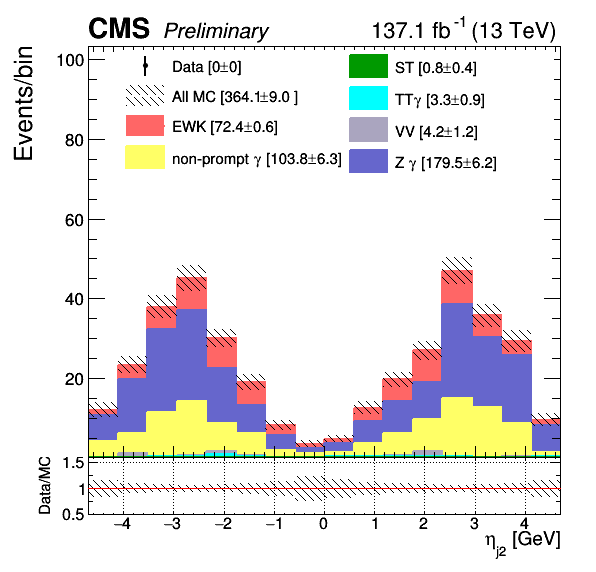 CMS Preliminary 137.1 fb⁻¹ (13 TeV)
Events/bin
100
80
60
40
20
Data [0±0]
All MC [364.1±9.0 ]
EWK [72.4±0.6]
non-prompt γ [103.8±6.3]
ST [0.8±0.4]
TTγ [3.3±0.9]
VV [4.2±1.2]
Z γ [179.5±6.2]
Data/MC
1.5
1
0.5
−4 −3 −2 −1 0 1 2 3 4
η_j2 [GeV]